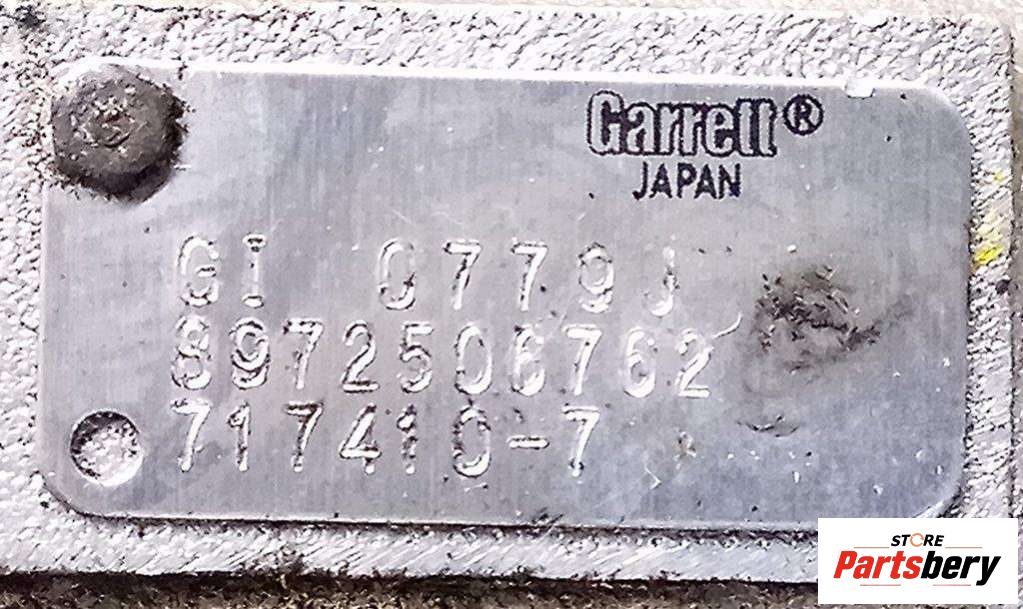 Garrett®
JAPAN
GI 0779J
8972506762
717410-7
STORE
Partsbery